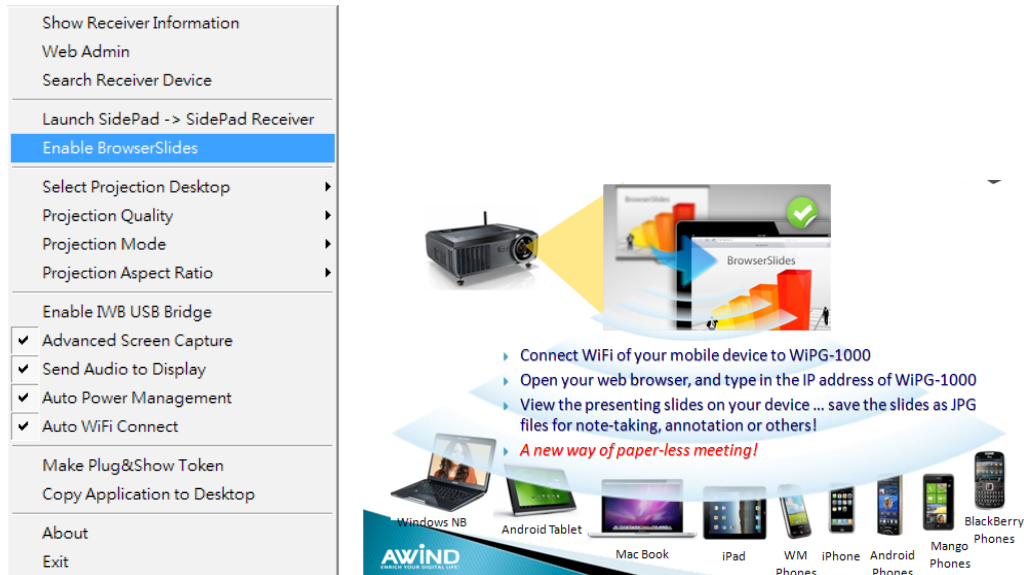 Show Receiver Information
Web Admin
Search Receiver Device
Launch SidePad -> SidePad Receiver
Enable BrowserSlides
Select Projection Desktop
Projection Quality
Projection Mode
Projection Aspect Ratio
Enable IWB USB Bridge
Advanced Screen Capture
Send Audio to Display
Auto Power Management
Auto WiFi Connect
Make Plug&Show Token
Copy Application to Desktop
About
Exit
BrowserSlides
BrowserSlides
Connect WiFi of your mobile device to WiPG-1000
Open your web browser, and type in the IP address of WiPG-1000
View the presenting slides on your device ... save the slides as JPG
files for note-taking, annotation or others!
A new way of paper-less meeting!
Windows NB
Android Tablet
Mac Book
iPad
WM
Phones
iPhone
Android
Phones
Mango
Phones
BlackBerry
Phones
AWIND
ENRICH YOUR DIGITAL LIFE!